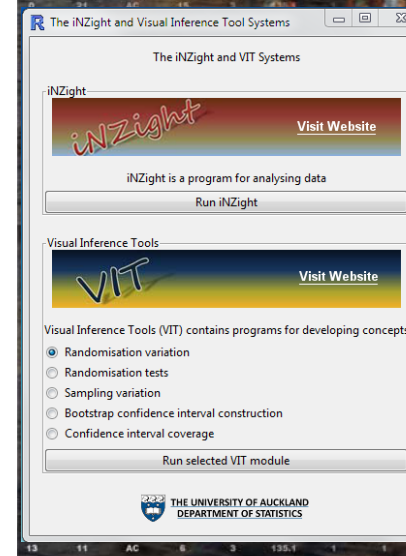 R The iNZight and Visual Inference Tool Systems
The iNZight and VIT Systems
iNZight
iNZight
Visit Website
iNZight is a program for analysing data
Run iNZight
Visual Inference Tools
VIT
Visit Website
Visual Inference Tools (VIT) contains programs for developing concepts
Randomisation variation
Randomisation tests
Sampling variation
Bootstrap confidence interval construction
Confidence interval coverage
Run selected VIT module
THE UNIVERSITY OF AUCKLAND
DEPARTMENT OF STATISTICS
13 11 AC 6 3 135.1 1 1